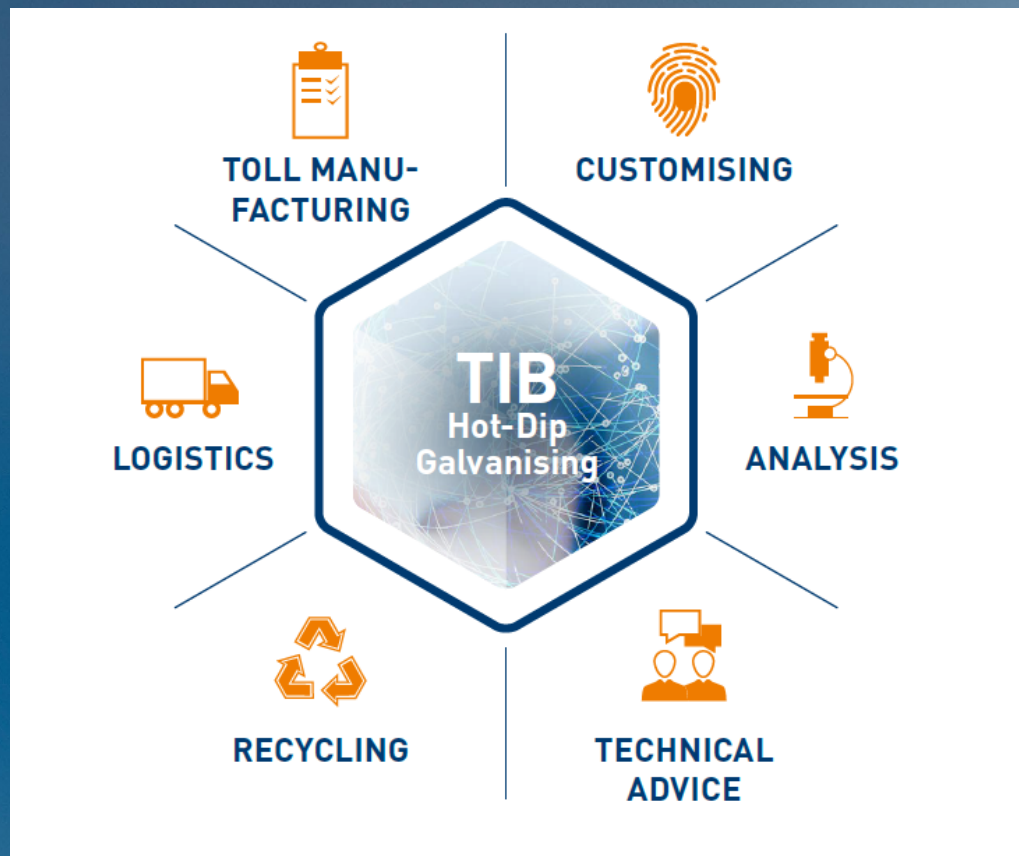 TOLL MANU-
FACTURING
CUSTOMISING
TIB
Hot-Dip
Galvanising
LOGISTICS
ANALYSIS
RECYCLING
TECHNICAL
ADVICE